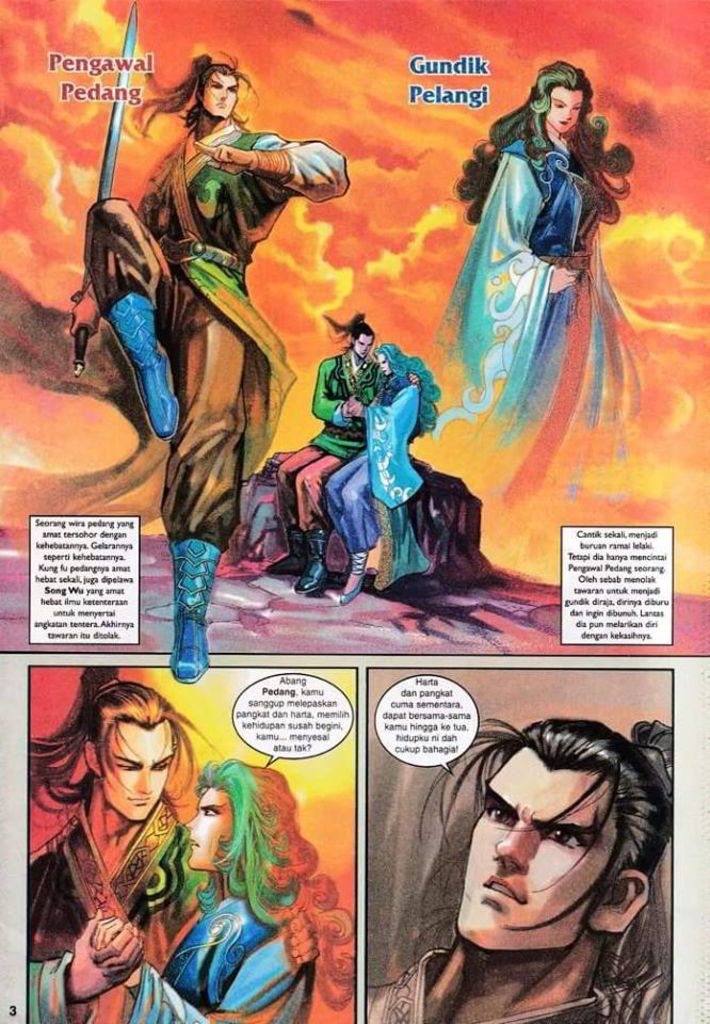 Pengawal
Pedang
Gundik
Pelangi
Seorang wira pedang yang
amat tersohor dengan
kehebatannya. Gelarannya
seperti kehebatannya.
Kung fu pedangnya amat
hebat sekali, juga dipelawa
Song Wu yang amat
hebat ilmu ketenteraan
untuk menyertai
angkatan tentera. Akhirnya
tawaran itu ditolak.
Cantik sekali, menjadi
buruan ramai lelaki.
Tetapi dia hanya mencintai
Pengawal Pedang seorang.
Oleh sebab menolak
tawaran untuk menjadi
gundik diraja, dirinya diburu
dan ingin dibunuh. Lantas
dia pun melarikan diri
dengan kekasihnya.
Abang
Pedang, kamu
sanggup melepaskan
pangkat dan harta, memilih
kehidupan susah begini,
kamu... menyesal
atau tak?
Harta
dan pangkat
cuma sementara,
dapat bersama-sama
kamu hingga ke tua,
hidupku ni dah
cukup bahagia!
3